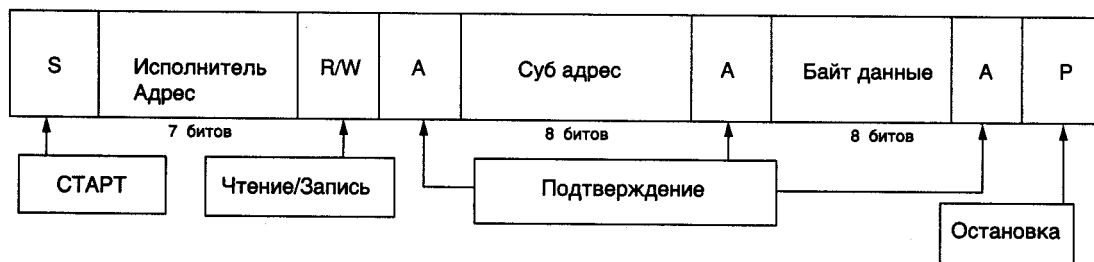 S
Исполнитель
Адрес
R/W
A
Суб адрес
A
Байт данные
A
P
7 битов
8 битов
8 битов
СТАРТ
Чтение/Запись
Подтверждение
Остановка